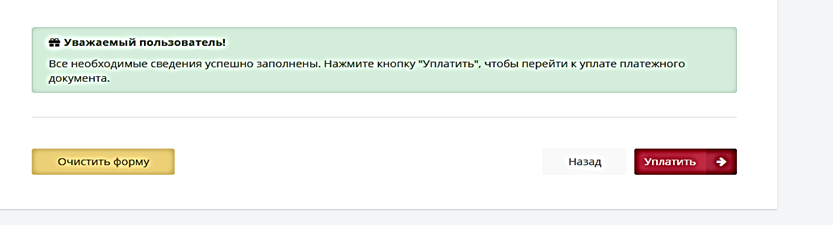 Уважаемый пользователь!
Все необходимые сведения успешно заполнены. Нажмите кнопку "Уплатить", чтобы перейти к уплате платежного
документа.
Очистить форму
Назад
Уплатить